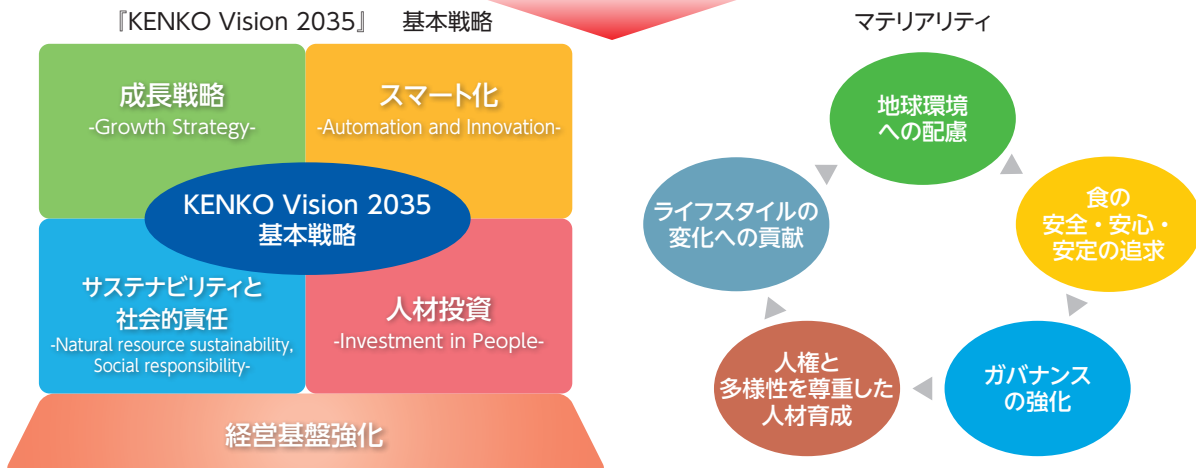 『KENKO Vision 2035』　基本戦略
成長戦略
-Growth Strategy-
スマート化
-Automation and Innovation-
KENKO Vision 2035
基本戦略
サステナビリティと
社会的責任
-Natural resource sustainability,
Social responsibility-
人材投資
-Investment in People-
経営基盤強化
マテリアリティ
地球環境
への配慮
食の
安全・安心・
安定の追求
ガバナンス
の強化
人権と
多様性を尊重した
人材育成
ライフスタイルの
変化への貢献